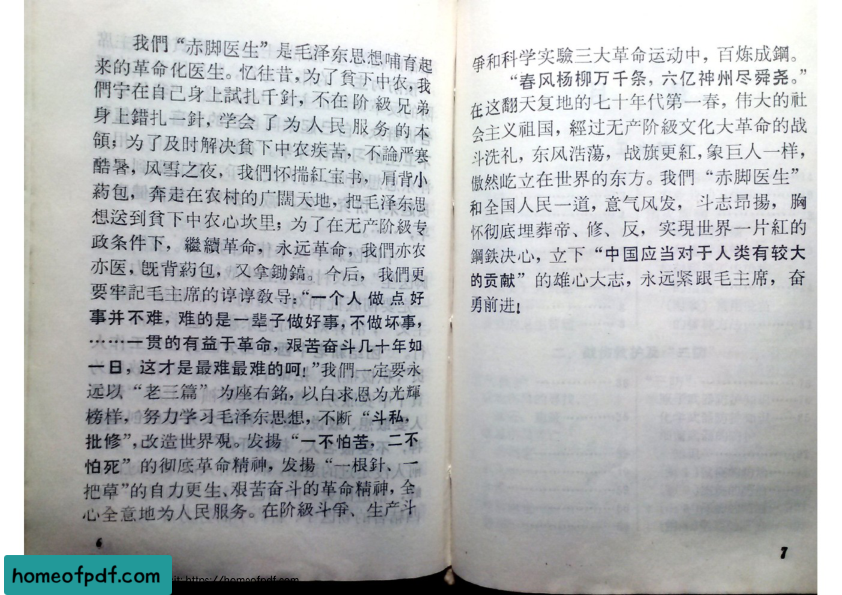 我們“赤脚医生”是毛泽东思想哺育起
来的革命化医生。忆往昔，为了貧下中农，我
們宁在自己身上試扎千針，不在阶級兄弟
身上錯扎一針，学会了为人民服务的本
領；为了及时解决貧下中农疾苦，不論严寒
酷暑，风雪之夜，我們怀揣紅宝书，肩背小
葯包，奔走在农村的广闊天地，把毛泽东思
想送到貧下中农心坎里；为了在无产阶級专
政条件下，繼續革命，永远革命，我們亦农
亦医，旣背葯包，又拿鋤鎬。今后，我們更
要牢記毛主席的谆谆敎导：“一个人做点好
事并不难，难的是一辈子做好事，不做坏事，
………一贯的有益于革命，艰苦奋斗几十年如
一日，这才是最难最难的呵！”我們一定要永
远以“老三篇”为座右銘，以白求恩为光輝
榜样，努力学习毛泽东思想，不断“斗私，
批修”，改造世界观。发揚“一不怕苦，二不
怕死”的彻底革命精神，发揚“一根針、一
把草”的自力更生、艰苦奋斗的革命精神，全
心全意地为人民服务。在阶級斗爭、生产斗
6
爭和科学实驗三大革命运动中，百炼成鋼。
“春风杨柳万千条，六亿神州尽舜尧。”
在这翻天复地的七十年代第一春，伟大的社
会主义祖国，經过无产阶級文化大革命的战
斗洗礼，东风浩蕩，战旗更紅，象巨人一样，
傲然屹立在世界的东方。我們“赤脚医生”
和全国人民一道，意气风发，斗志昂揚，胸
怀彻底埋葬帝、修、反，实現世界一片紅的
鋼鉄决心，立下“中国应当对于人类有较大
的贡献”的雄心大志，永远紧跟毛主席，奋
勇前进！
7
homeofpdf.com
https://homeofpdf.com